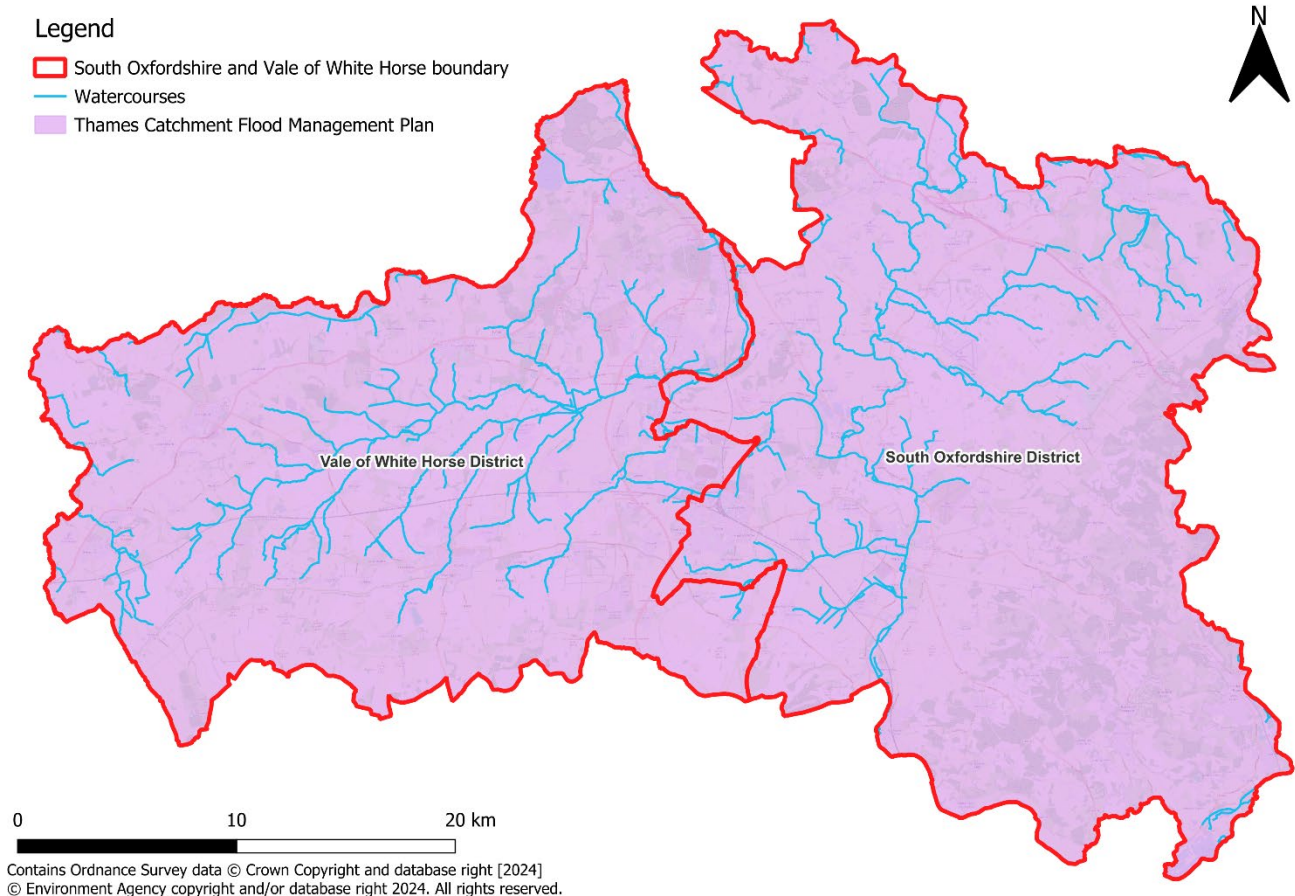 Legend
South Oxfordshire and Vale of White Horse boundary
Watercourses
Thames Catchment Flood Management Plan
N
Vale of White Horse District
South Oxfordshire District
0 10 20 km
Contains Ordnance Survey data © Crown Copyright and database right [2024]
© Environment Agency copyright and/or database right 2024. All rights reserved.